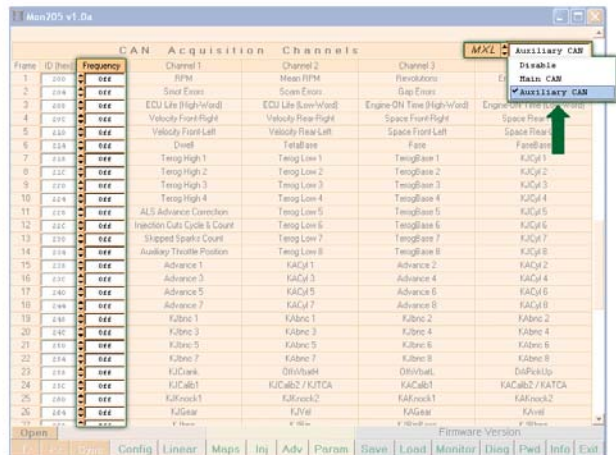 Mon205 v1.0a
CAN Acquisition Channels MXL Auxiliary CAN
Disable
Main CAN
Auxiliary CAN
Frame ID (hex) Frequency Channel 1 Channel 2 Channel 3
1 200 Off RPM Mean RPM Revolutions
2 204 Off Smot Errors Scam Errors Gap Errors
3 208 Off ECU Life (High-Word) ECU Life (Low-Word) Engine-ON Time (High-Word) Engine-ON Time (Low-Word)
4 20C Off Velocity Front-Right Velocity Rear-Right Space Front-Right
5 210 Off Velocity Front-Left Velocity Rear-Left Space Front-Left
6 214 Off Dwell TetaBase Fase FaseBase
7 218 Off Terog High 1 Terog Low 1 TerogBase 1 KJCyl 1
8 21C Off Terog High 2 Terog Low 2 TerogBase 2 KJCyl 2
9 220 Off Terog High 3 Terog Low 3 TerogBase 3 KJCyl 3
10 224 Off Terog High 4 Terog Low 4 TerogBase 4 KJCyl 4
11 228 Off ALS Advance Correction Terog Low 5 TerogBase 5 KJCyl 5
12 22C Off Injection Cuts Cycle & Count Terog Low 6 TerogBase 6 KJCyl 6
13 230 Off Skipped Sparks Count Terog Low 7 TerogBase 7 KJCyl 7
14 234 Off Auxiliary Throttle Position Terog Low 8 TerogBase 8 KJCyl 8
15 238 Off Advance 1 KACyl 1 Advance 2 KACyl 2
16 23C Off Advance 3 KACyl 3 Advance 4 KACyl 4
17 240 Off Advance 5 KACyl 5 Advance 6 KACyl 6
18 244 Off Advance 7 KACyl 7 Advance 8 KACyl 8
19 248 Off KJbnc 1 KAbnc 1 KJbnc 2 KAbnc 2
20 24C Off KJbnc 3 KAbnc 3 KJbnc 4 KAbnc 4
21 250 Off KJbnc 5 KAbnc 5 KJbnc 6 KAbnc 6
22 254 Off KJbnc 7 KAbnc 7 KJbnc 8 KAbnc 8
23 258 Off KJCrank OthVbatH OthVbatL DAPickUp
24 25C Off KJCalib1 KJCalib2 / KJTCA KACalib1 KACalib2 / KATCA
25 260 Off KJKnock1 KJKnock2 KAKnock1 KAKnock2
26 264 Off KJGear KJVel KAGear KAvel
Open Firmware Version
Config Linear Maps Inj Adv Param Save Load Monitor Diag Pwd Info Exit